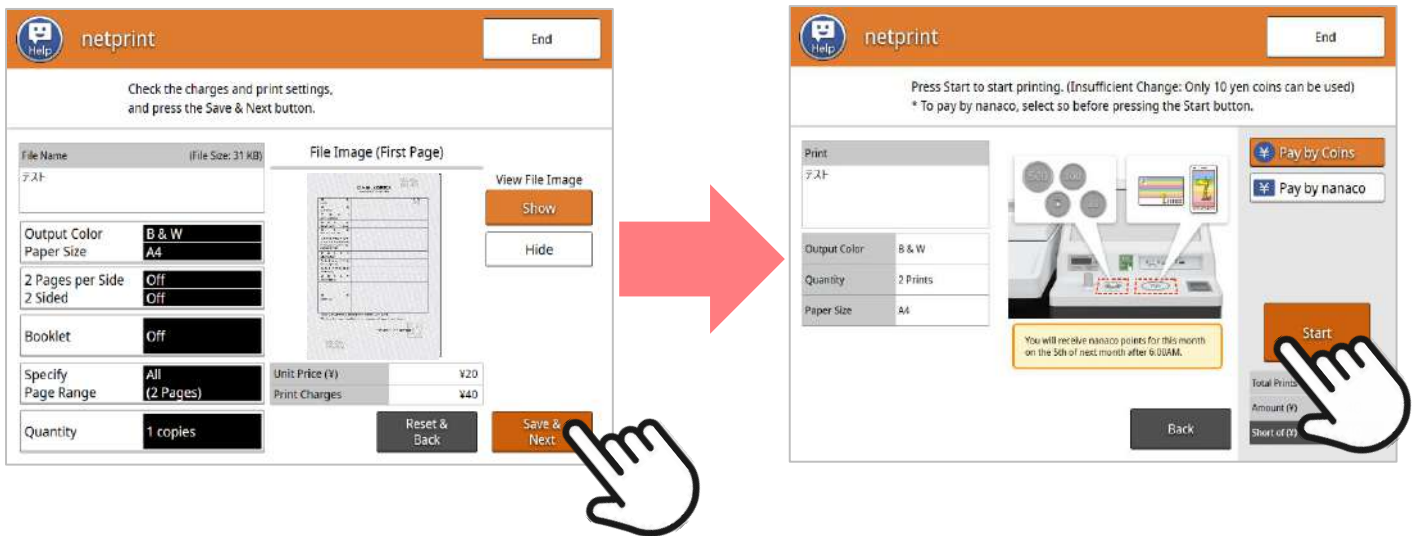 Help
netprint
End
Check the charges and print settings,
and press the Save & Next button.
File Name (File Size: 31 KB)
テスト
Output Color B & W
Paper Size A4
2 Pages per Side Off
2 Sided Off
Booklet Off
Specify All
Page Range (2 Pages)
Quantity 1 copies
File Image (First Page)
View File Image
Show
Hide
Unit Price (¥) ¥20
Print Charges ¥40
Reset &
Back
Save &
Next
Help
netprint
End
Press Start to start printing. (Insufficient Change: Only 10 yen coins can be used)
* To pay by nanaco, select so before pressing the Start button.
Print
テスト
Output Color B & W
Quantity 2 Prints
Paper Size A4
500 100
You will receive nanaco points for this month
on the 5th of next month after 6:00AM.
Back
¥ Pay by Coins
¥ Pay by nanaco
Start
Total Prints
Amount (¥)
Short of (¥)